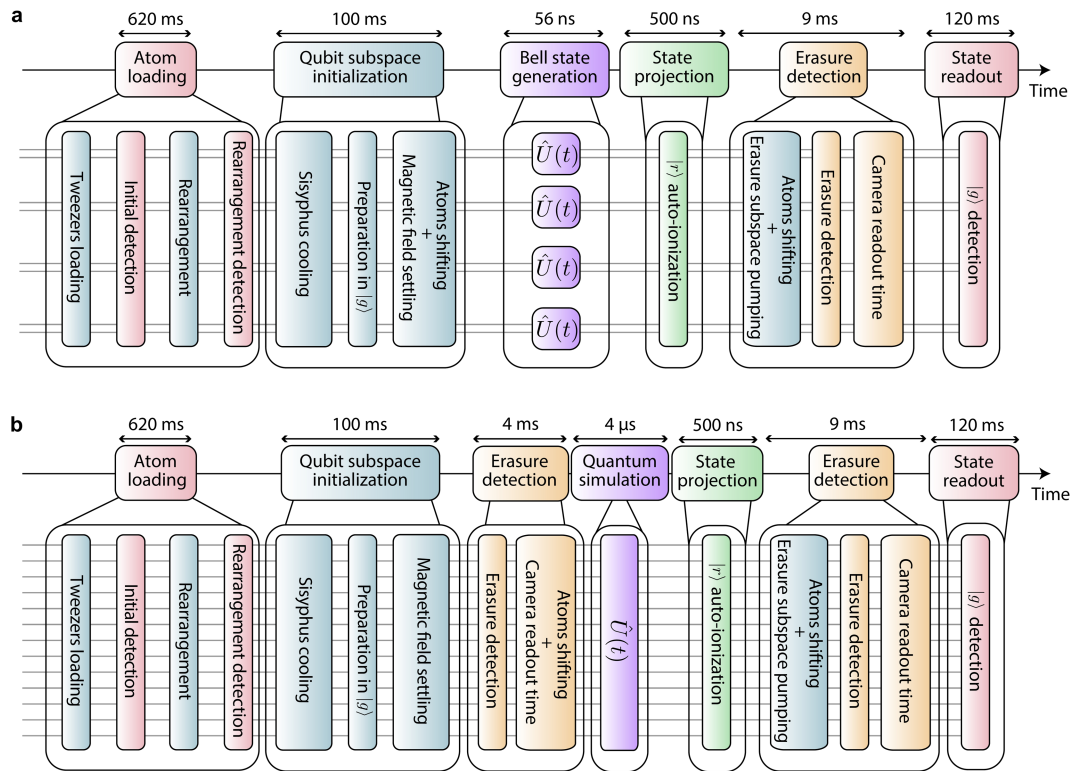 a
620 ms
100 ms
56 ns
500 ns
9 ms
120 ms
Atom
loading
Qubit subspace
initialization
Bell state
generation
State
projection
Erasure
detection
State
readout
Time
Tweezers loading
Initial detection
Rearrangement
Rearrangement detection
Sisyphus cooling
Preparation in |g⟩
Atoms shifting
+
Magnetic field settling
Û(t)
Û(t)
Û(t)
Û(t)
|r⟩ auto-ionization
Atoms shifting
+
Erasure subspace pumping
Erasure detection
Camera readout time
|g⟩ detection
b
620 ms
100 ms
4 ms
4 μs
500 ns
9 ms
120 ms
Atom
loading
Qubit subspace
initialization
Erasure
detection
Quantum
simulation
State
projection
Erasure
detection
State
readout
Time
Tweezers loading
Initial detection
Rearrangement
Rearrangement detection
Sisyphus cooling
Preparation in |g⟩
Magnetic field settling
Erasure detection
Atoms shifting
+
Camera readout time
Û(t)
|r⟩ auto-ionization
Atoms shifting
+
Erasure subspace pumping
Erasure detection
Camera readout time
|g⟩ detection